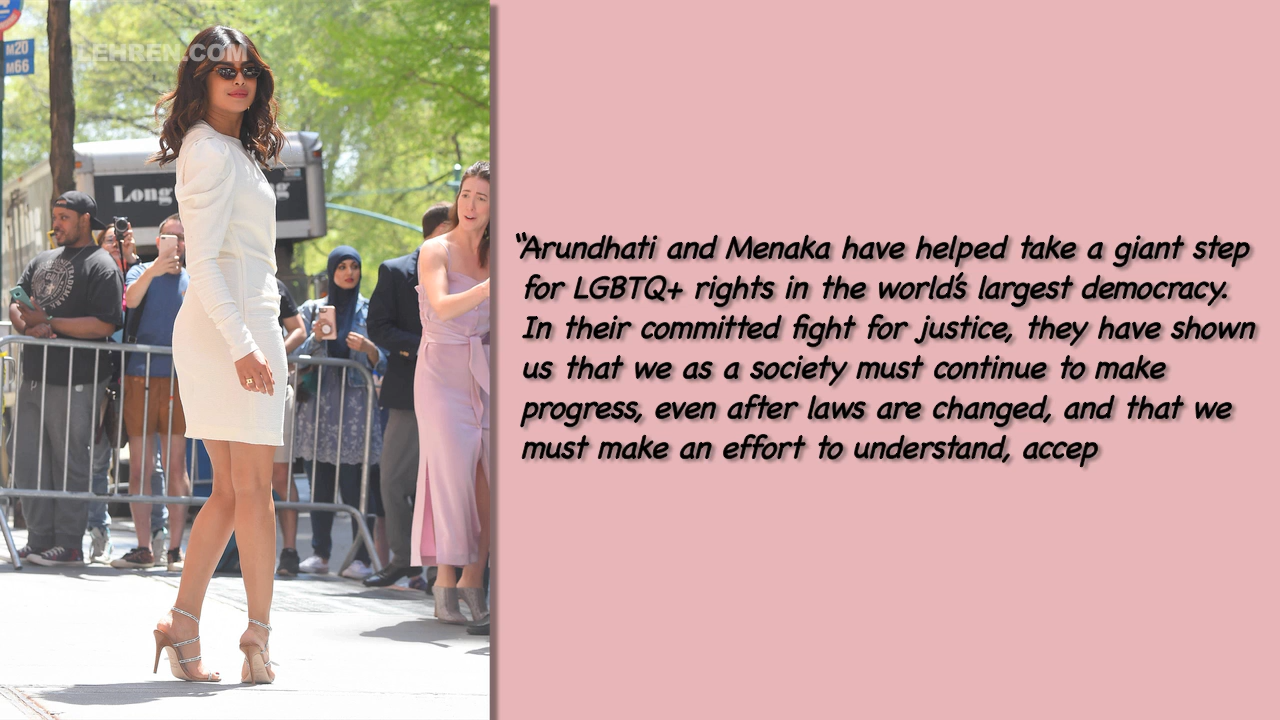 LEHREN.COM
M20
M66
Long
“Arundhati and Menaka have helped take a giant step
for LGBTQ+ rights in the world's largest democracy.
In their committed fight for justice, they have shown
us that we as a society must continue to make
progress, even after laws are changed, and that we
must make an effort to understand, accep